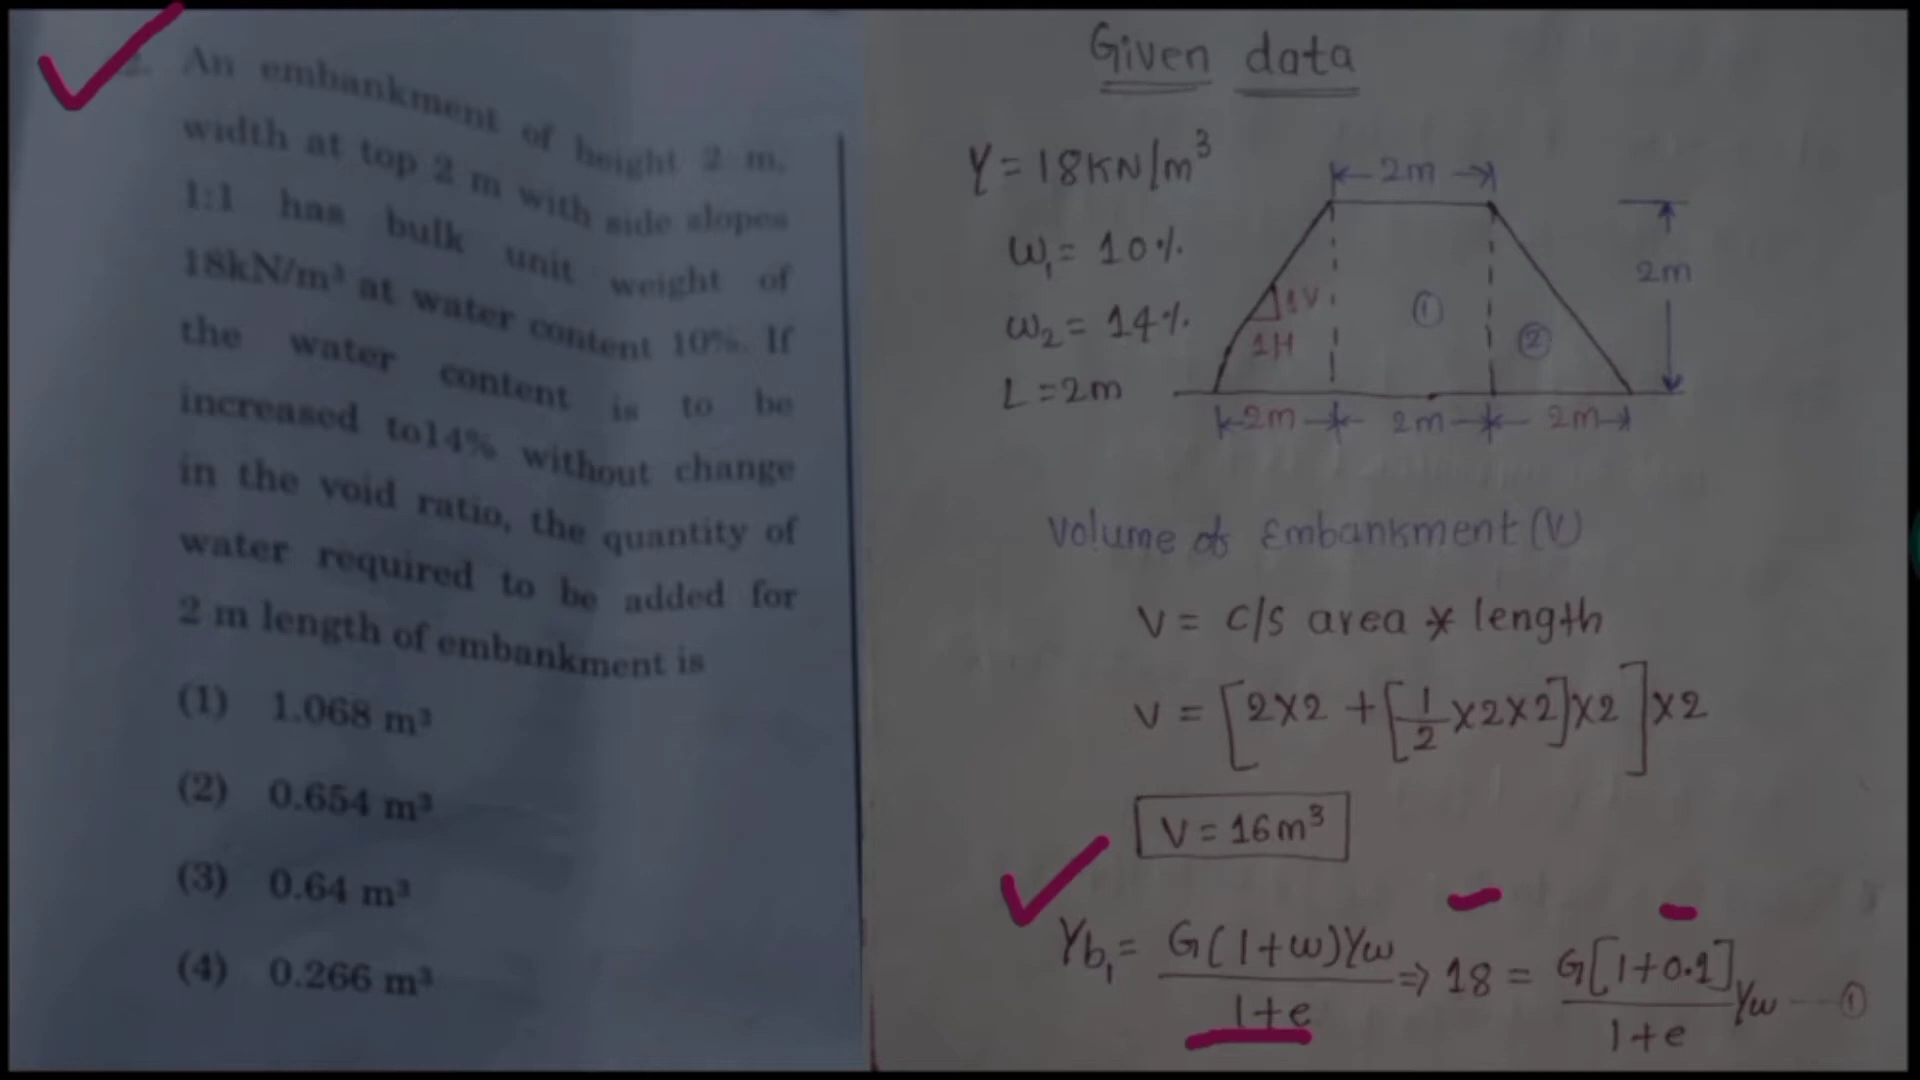 2. An embankment of height 2 m,
width at top 2 m with side slopes
1:1 has bulk unit weight of
18kN/m³ at water content 10%. If
the water content is to be
increased to14% without change
in the void ratio, the quantity of
water required to be added for
2 m length of embankment is
(1) 1.068 m³
(2) 0.654 m³
(3) 0.64 m³
(4) 0.266 m³
Given data
γ = 18KN/m³
ω₁ = 10%
ω₂ = 14%
L = 2m
2m
2m
1V
1H
①
②
2m
2m
2m
Volume of Embankment (V)
V = C/S area * length
V = [2×2 + [1/2 ×2×2]×2]×2
V = 16m³
γb₁ = G(1+ω)γω / 1+e ⇒ 18 = G[1+0.1] / 1+e γω — ①